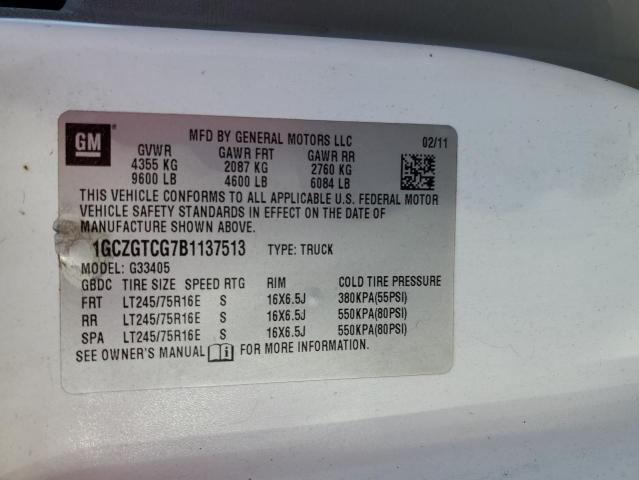 GM
MFD BY GENERAL MOTORS LLC 02/11
GVWR GAWR FRT GAWR RR
4355 KG 2087 KG 2760 KG
9600 LB 4600 LB 6084 LB
THIS VEHICLE CONFORMS TO ALL APPLICABLE U.S. FEDERAL MOTOR
VEHICLE SAFETY STANDARDS IN EFFECT ON THE DATE OF
MANUFACTURE SHOWN ABOVE.
1GCZGTCG7B1137513 TYPE: TRUCK
MODEL: G33405
GBDC TIRE SIZE SPEED RTG RIM COLD TIRE PRESSURE
FRT LT245/75R16E S 16X6.5J 380KPA(55PSI)
RR LT245/75R16E S 16X6.5J 550KPA(80PSI)
SPA LT245/75R16E S 16X6.5J 550KPA(80PSI)
SEE OWNER'S MANUAL FOR MORE INFORMATION.